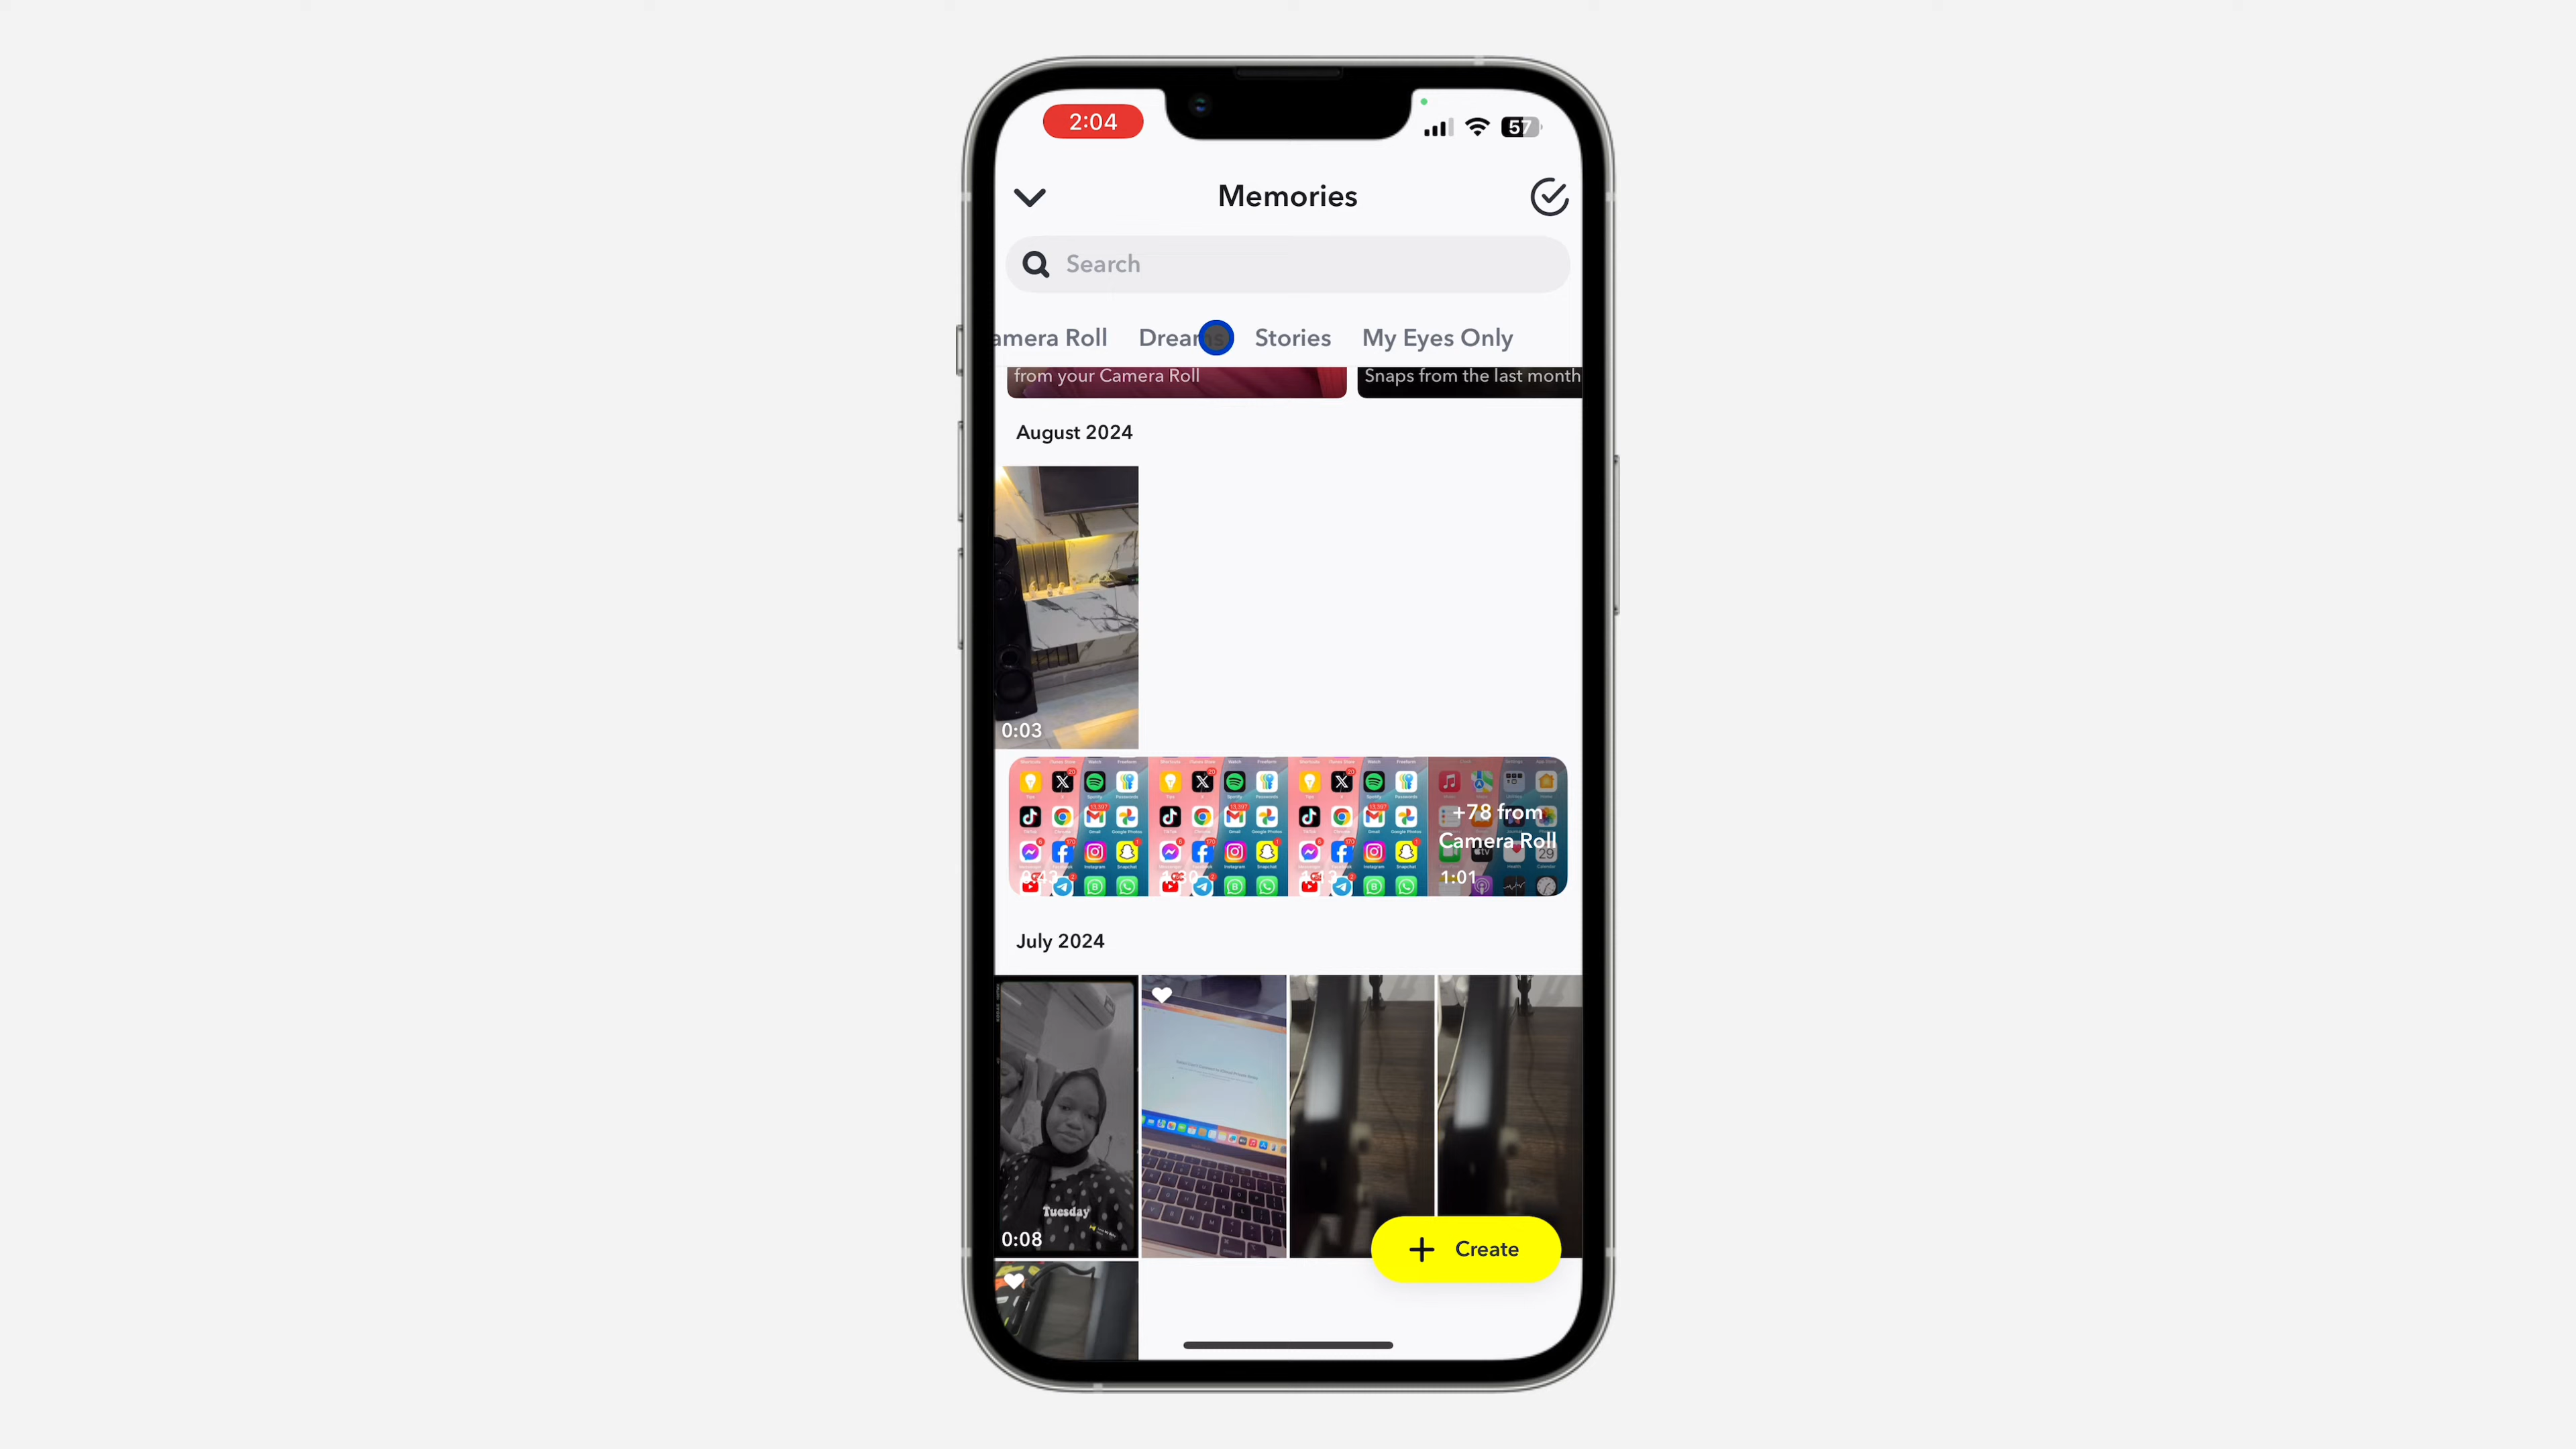 2:04
57
Memories
Search
amera Roll Dreams Stories My Eyes Only
from your Camera Roll
Snaps from the last month
August 2024
0:03
+78 from
Camera Roll
1:01
July 2024
Tuesday
0:08
Create